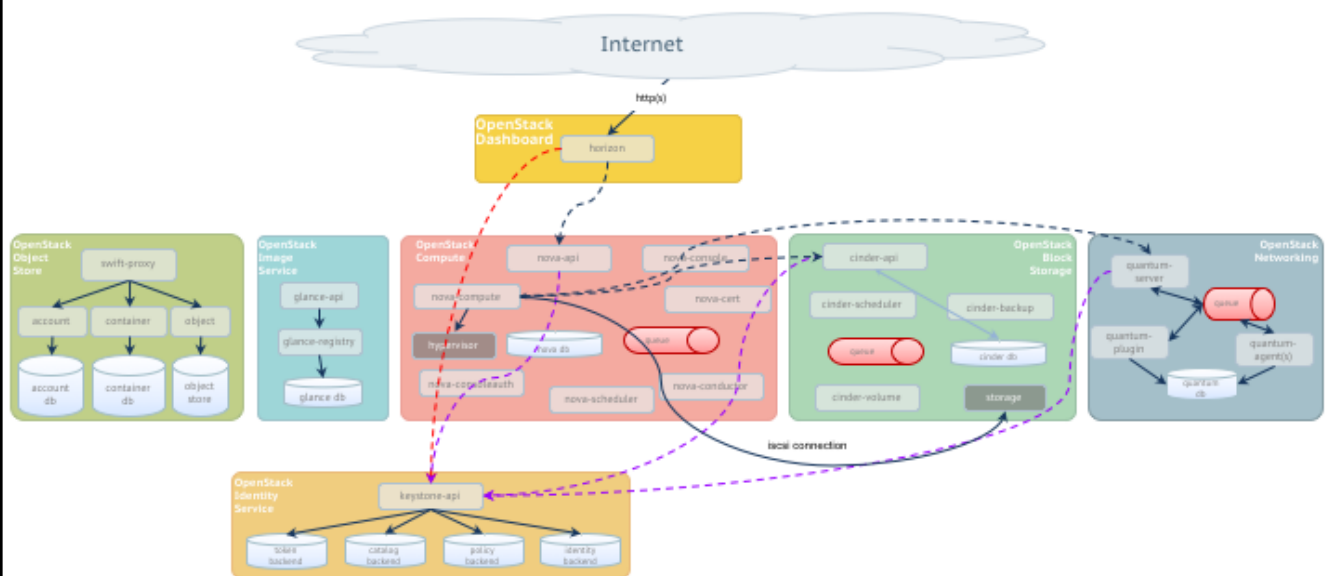 Internet
http(s)
OpenStack
Dashboard
horizon
OpenStack
Object
Store
swift-proxy
account
container
object
account
db
container
db
object
store
OpenStack
Image
Service
glance-api
glance-registry
glance db
OpenStack
Compute
nova-api
nova-console
nova-compute
nova-cert
hypervisor
nova db
queue
nova-consoleauth
nova-scheduler
nova-conductor
OpenStack
Block
Storage
cinder-api
cinder-scheduler
cinder-backup
queue
cinder db
cinder-volume
storage
OpenStack
Networking
quantum-
server
queue
quantum-
plugin
quantum-
agent(s)
quantum
db
iscsi connection
OpenStack
Identity
Service
keystone-api
token
backend
catalog
backend
policy
backend
identity
backend